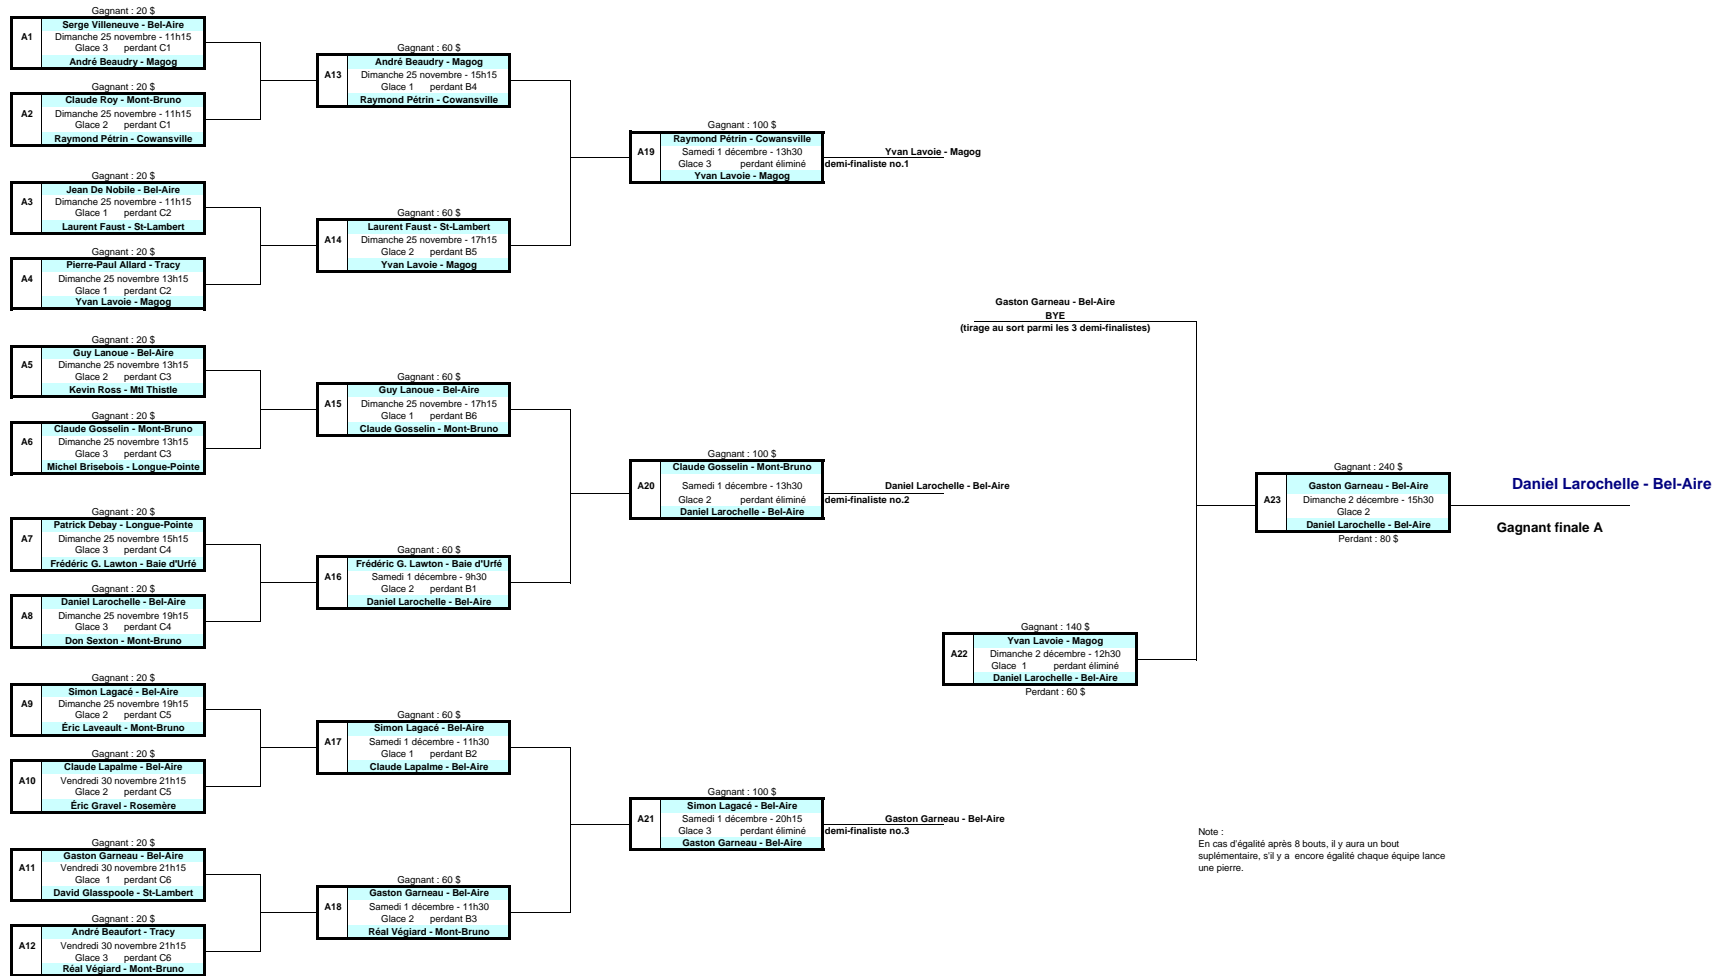 Gagnant : 20 $
A1
Serge Villeneuve - Bel-Aire
Dimanche 25 novembre - 11h15
Glace 3 perdant C1
André Beaudry - Magog
Gagnant : 20 $
A2
Claude Roy - Mont-Bruno
Dimanche 25 novembre - 11h15
Glace 2 perdant C1
Raymond Pétrin - Cowansville
Gagnant : 20 $
A3
Jean De Nobile - Bel-Aire
Dimanche 25 novembre - 11h15
Glace 1 perdant C2
Laurent Faust - St-Lambert
Gagnant : 20 $
A4
Pierre-Paul Allard - Tracy
Dimanche 25 novembre 13h15
Glace 1 perdant C2
Yvan Lavoie - Magog
Gagnant : 20 $
A5
Guy Lanoue - Bel-Aire
Dimanche 25 novembre 13h15
Glace 2 perdant C3
Kevin Ross - Mtl Thistle
Gagnant : 20 $
A6
Claude Gosselin - Mont-Bruno
Dimanche 25 novembre 13h15
Glace 3 perdant C3
Michel Brisebois - Longue-Pointe
Gagnant : 20 $
A7
Patrick Debay - Longue-Pointe
Dimanche 25 novembre 15h15
Glace 3 perdant C4
Frédéric G. Lawton - Baie d'Urfé
Gagnant : 20 $
A8
Daniel Larochelle - Bel-Aire
Dimanche 25 novembre 19h15
Glace 3 perdant C4
Don Sexton - Mont-Bruno
Gagnant : 20 $
A9
Simon Lagacé - Bel-Aire
Dimanche 25 novembre 19h15
Glace 2 perdant C5
Éric Laveault - Mont-Bruno
Gagnant : 20 $
A10
Claude Lapalme - Bel-Aire
Vendredi 30 novembre 21h15
Glace 2 perdant C5
Éric Gravel - Rosemère
Gagnant : 20 $
A11
Gaston Garneau - Bel-Aire
Vendredi 30 novembre 21h15
Glace 1 perdant C6
David Glasspoole - St-Lambert
Gagnant : 20 $
A12
André Beaufort - Tracy
Vendredi 30 novembre 21h15
Glace 3 perdant C6
Réal Végiard - Mont-Bruno
Gagnant : 60 $
A13
André Beaudry - Magog
Dimanche 25 novembre - 15h15
Glace 1 perdant B4
Raymond Pétrin - Cowansville
Gagnant : 60 $
A14
Laurent Faust - St-Lambert
Dimanche 25 novembre - 17h15
Glace 2 perdant B5
Yvan Lavoie - Magog
Gagnant : 60 $
A15
Guy Lanoue - Bel-Aire
Dimanche 25 novembre - 17h15
Glace 1 perdant B6
Claude Gosselin - Mont-Bruno
Gagnant : 60 $
A16
Frédéric G. Lawton - Baie d'Urfé
Samedi 1 décembre - 9h30
Glace 2 perdant B1
Daniel Larochelle - Bel-Aire
Gagnant : 60 $
A17
Simon Lagacé - Bel-Aire
Samedi 1 décembre - 11h30
Glace 1 perdant B2
Claude Lapalme - Bel-Aire
Gagnant : 60 $
A18
Gaston Garneau - Bel-Aire
Samedi 1 décembre - 11h30
Glace 2 perdant B3
Réal Végiard - Mont-Bruno
Gagnant : 100 $
A19
Raymond Pétrin - Cowansville
Samedi 1 décembre - 13h30
Glace 3 perdant éliminé
Yvan Lavoie - Magog
Yvan Lavoie - Magog
demi-finaliste no.1
Gagnant : 100 $
A20
Claude Gosselin - Mont-Bruno
Samedi 1 décembre - 13h30
Glace 2 perdant éliminé
Daniel Larochelle - Bel-Aire
Daniel Larochelle - Bel-Aire
demi-finaliste no.2
Gagnant : 100 $
A21
Simon Lagacé - Bel-Aire
Samedi 1 décembre - 20h15
Glace 3 perdant éliminé
Gaston Garneau - Bel-Aire
Gaston Garneau - Bel-Aire
demi-finaliste no.3
Gaston Garneau - Bel-Aire
BYE
(tirage au sort parmi les 3 demi-finalistes)
Gagnant : 140 $
A22
Yvan Lavoie - Magog
Dimanche 2 décembre - 12h30
Glace 1 perdant éliminé
Daniel Larochelle - Bel-Aire
Perdant : 60 $
Gagnant : 240 $
A23
Gaston Garneau - Bel-Aire
Dimanche 2 décembre - 15h30
Glace 2
Daniel Larochelle - Bel-Aire
Perdant : 80 $
Daniel Larochelle - Bel-Aire
Gagnant finale A
Note :
En cas d'égalité après 8 bouts, il y aura un bout
suplémentaire, s'il y a encore égalité chaque équipe lance
une pierre.